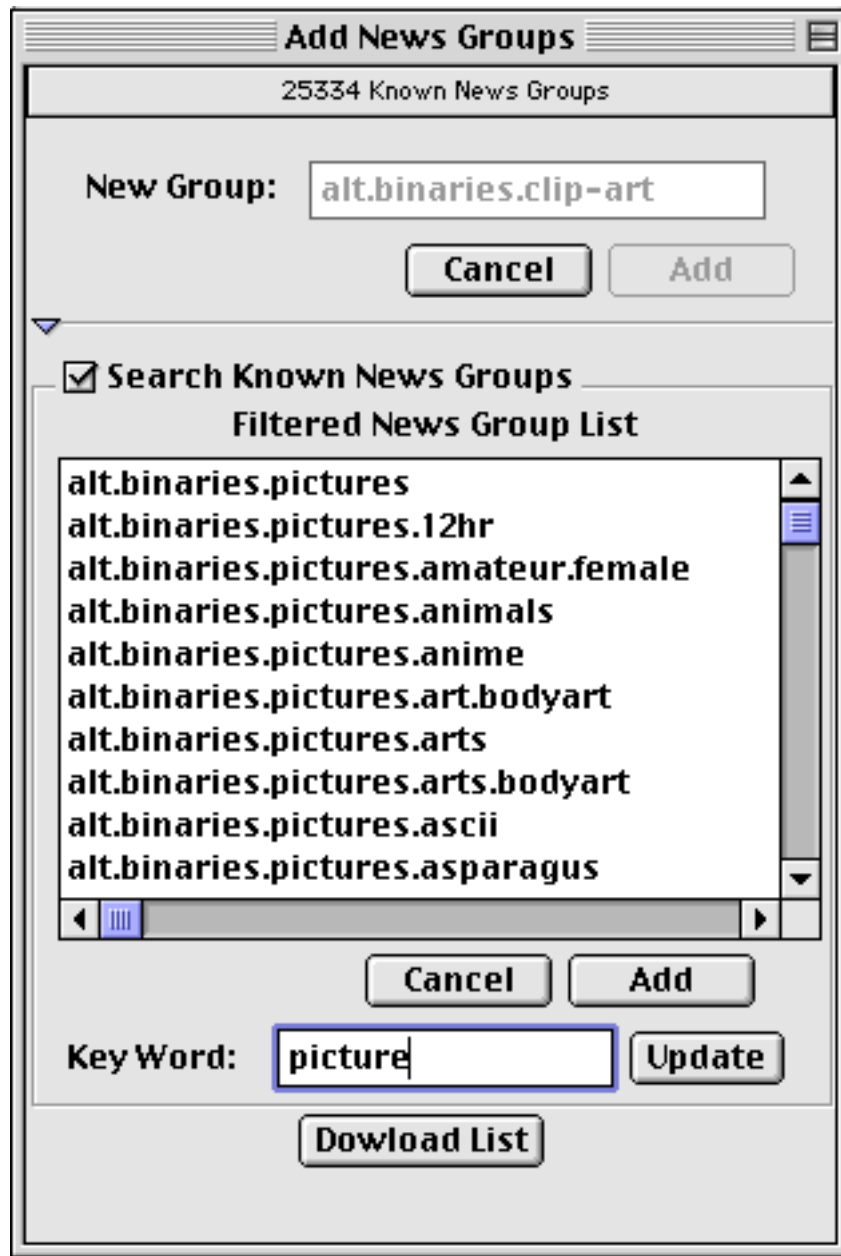 Add News Groups
25334 Known News Groups
New Group: alt.binaries.clip-art
Cancel Add
Search Known News Groups
Filtered News Group List
alt.binaries.pictures
alt.binaries.pictures.12hr
alt.binaries.pictures.amateur.female
alt.binaries.pictures.animals
alt.binaries.pictures.anime
alt.binaries.pictures.art.bodyart
alt.binaries.pictures.arts
alt.binaries.pictures.arts.bodyart
alt.binaries.pictures.ascii
alt.binaries.pictures.asparagus
Cancel Add
Key Word: picture Update
Dowload List